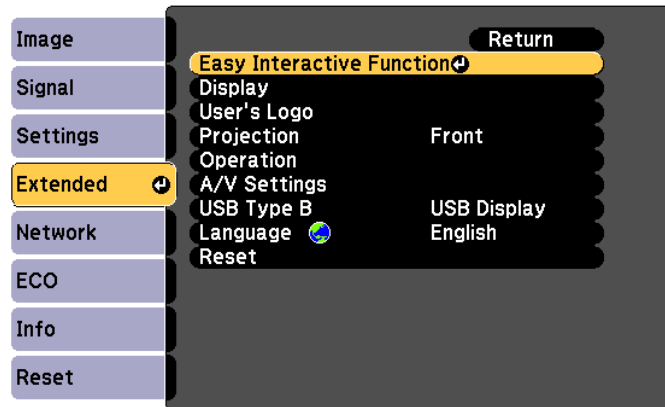 Image
Signal
Settings
Extended
Network
ECO
Info
Reset
Return
Easy Interactive Function
Display
User's Logo
Projection Front
Operation
A/V Settings
USB Type B USB Display
Language English
Reset